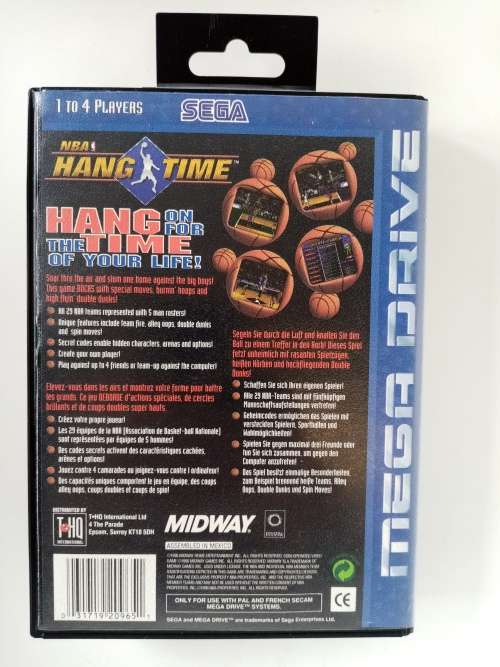 1 TO 4 PLAYERS
SEGA
NBA
HANG TIME™
HANG ON FOR
THE TIME
OF YOUR LIFE!
Soar thru the air and slam one home against the big boys!
This game ROCKS with special moves, burnin' hoops and
high flyin' double dunks!
All 29 NBA teams represented with 5 man rosters!
Unique features include team fire, alley oops, double dunks
and spin moves!
Secret codes enable hidden characters, arenas and options!
Create your own player!
Play against up to 4 friends or team-up against the computer!
Elevez-vous dans les airs et montrez votre forme pour battre
les grands. Ce jeu DEBORDE d'actions spéciales, de cercles
brûlants et de coups doubles super hauts.
Créez votre propre joueur!
Les 29 équipes de la NBA (Association de Basket-ball Nationale)
sont représentées par équipes de 5 hommes!
Des codes secrets activent des caractéristiques cachées,
arènes et options!
Jouez contre 4 camarades ou joignez-vous contre l'ordinateur!
Des capacités uniques comportent le jeu en équipe, des coups
alley oops, coups doubles et coups de spin!
Segeln Sie durch die Luft und knallen Sie den
Ball zu einem Treffer in den Korb! Dieses Spiel
fetzt unheimlich mit rasanten Spielzügen,
heißen Körben und hochfliegenden Double
Dunks!
Schaffen Sie sich Ihren eigenen Spieler!
Alle 29 NBA-Teams sind mit fünfköpfigen
Mannschaftsaufstellungen vertreten!
Geheimcodes ermöglichen das Spielen mit
versteckten Spielern, Sporthallen und
Wahlmöglichkeiten!
Spielen Sie gegen maximal drei Freunde oder
tun Sie sich zusammen, um gegen den
Computer anzutreten!
Das Spiel besitzt einmalige Besonderheiten,
zum Beispiel brennend heiße Teams, Alley
Oops, Double Dunks und Spin Moves!
MEGA DRIVE
DISTRIBUTED BY
T•HQ
INTERNATIONAL
T•HQ International Ltd
4 The Parade
Epsom, Surrey KT18 5DH
MIDWAY
ASSEMBLED IN MEXICO
0 31719 20965 1
ONLY FOR USE WITH PAL AND FRENCH SECAM
MEGA DRIVE™ SYSTEMS.
CE
SEGA and MEGA DRIVE™ are trademarks of Sega Enterprises Ltd.